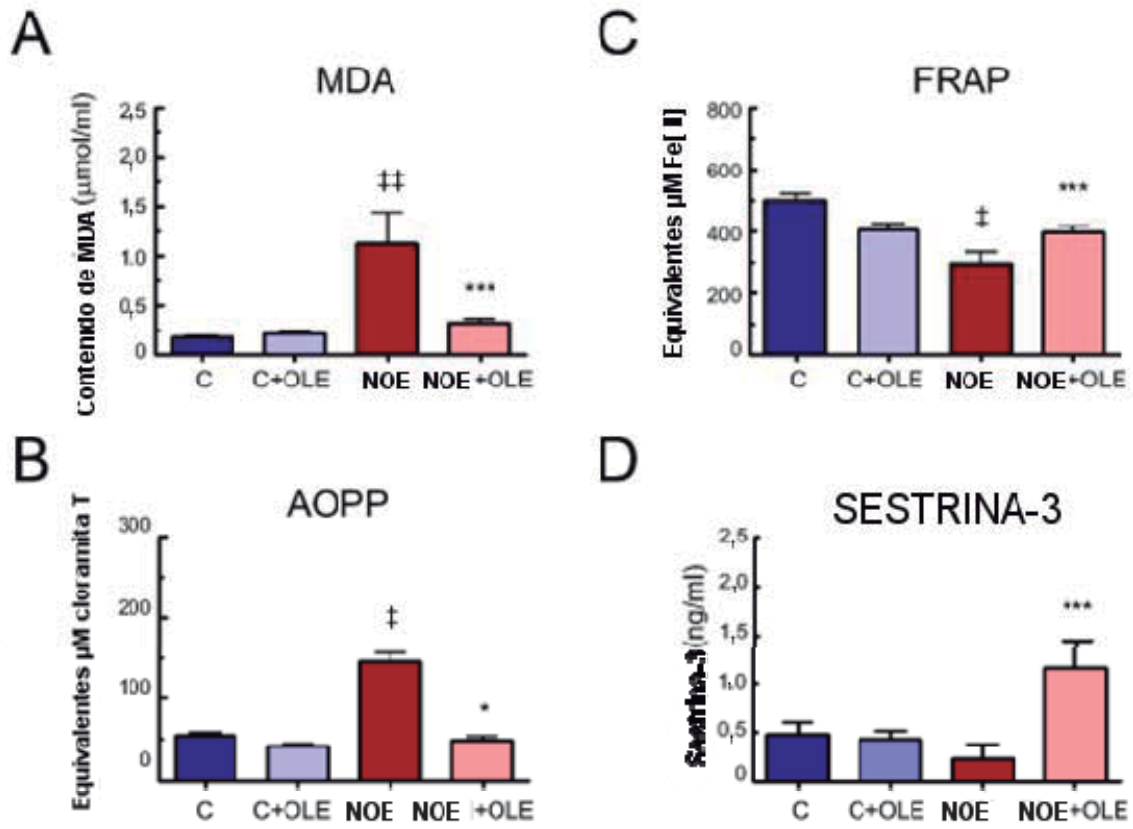 A
MDA
Contenido de MDA (µmol/ml)
2,5
2,0
1,5
1,0
0,5
0
‡‡
***
C C+OLE NOE NOE+OLE
B
AOPP
Equivalentes µM cloramita T
300
200
100
0
‡
*
C C+OLE NOE NOE I+OLE
C
FRAP
Equivalentes µM Fe[ II]
800
600
400
200
0
‡
***
C C+OLE NOE NOE+OLE
D
SESTRINA-3
(ng/ml)
2,5
2,0
1,5
1,0
0,5
0
***
C C+OLE NOE NOE+OLE